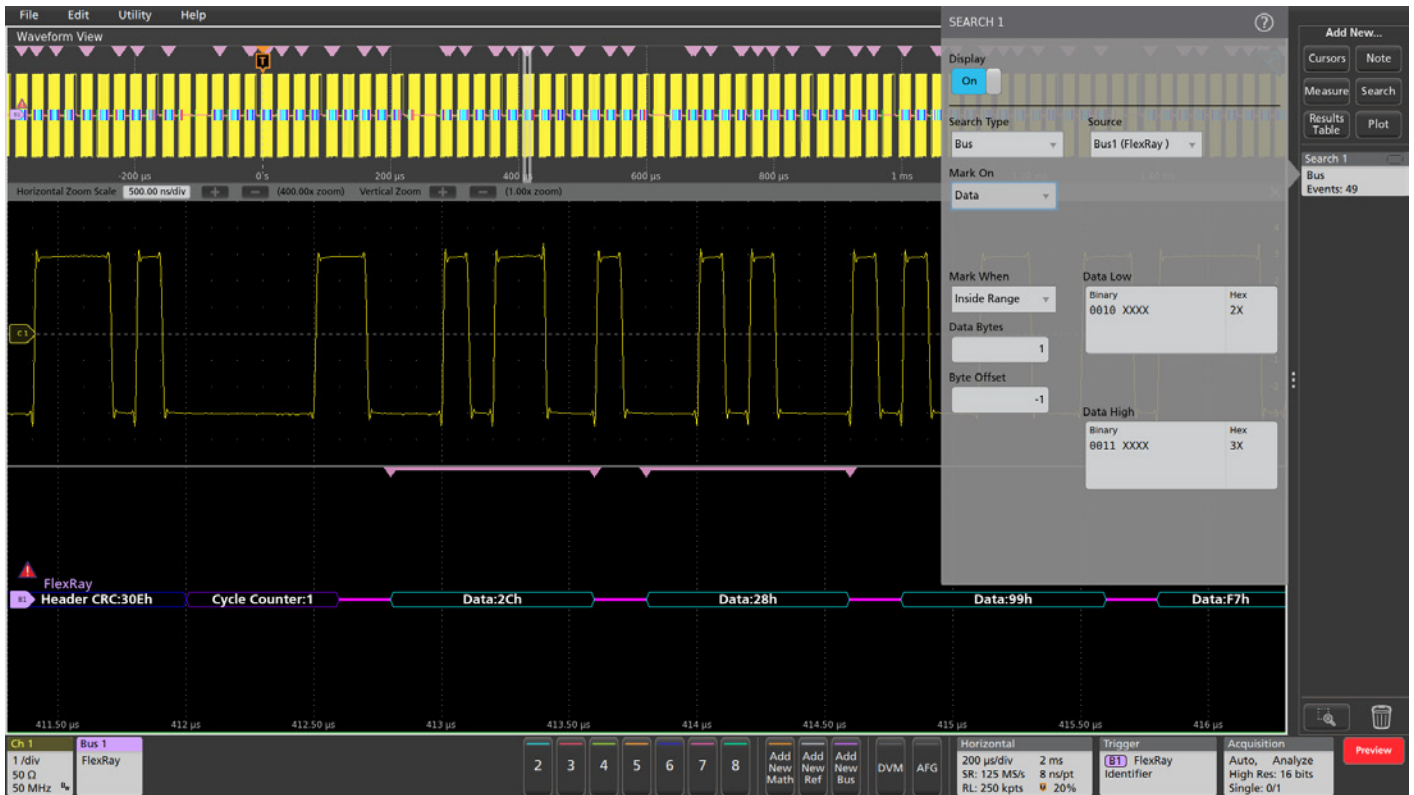 File Edit Utility Help
Waveform View
T
-200 µs 0 s 200 µs 400 µs 600 µs 800 µs 1 ms
Horizontal Zoom Scale 500.00 ns/div + − (400.00x zoom) Vertical Zoom + − (1.00x zoom)
C1
FlexRay
B1 Header CRC:30Eh Cycle Counter:1 Data:2Ch Data:28h Data:99h Data:F7h
411.50 µs 412 µs 412.50 µs 413 µs 413.50 µs 414 µs 414.50 µs 415 µs 415.50 µs 416 µs
SEARCH 1 ?
Display
On
Search Type Source
Bus Bus1 (FlexRay )
Mark On
Data
Mark When Data Low
Inside Range Binary Hex
0010 XXXX 2X
Data Bytes
1
Byte Offset
-1
Data High
Binary Hex
0011 XXXX 3X
Add New...
Cursors Note
Measure Search
Results Table Plot
Search 1
Bus
Events: 49
Ch 1
1 /div
50 Ω
50 MHz
Bus 1
FlexRay
2 3 4 5 6 7 8
Add New Math
Add New Ref
Add New Bus
DVM AFG
Horizontal
200 µs/div 2 ms
SR: 125 MS/s 8 ns/pt
RL: 250 kpts 20%
Trigger
B1 FlexRay
Identifier
Acquisition
Auto, Analyze
High Res: 16 bits
Single: 0/1
Preview